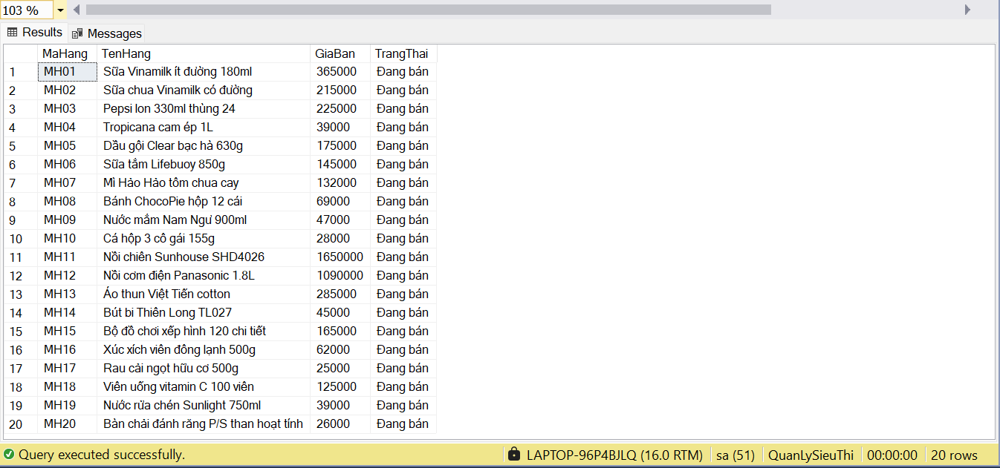 103 %
Results Messages
MaHang TenHang GiaBan TrangThai
1 MH01 Sữa Vinamilk ít đường 180ml 365000 Đang bán
2 MH02 Sữa chua Vinamilk có đường 215000 Đang bán
3 MH03 Pepsi lon 330ml thùng 24 225000 Đang bán
4 MH04 Tropicana cam ép 1L 39000 Đang bán
5 MH05 Dầu gội Clear bạc hà 630g 175000 Đang bán
6 MH06 Sữa tắm Lifebuoy 850g 145000 Đang bán
7 MH07 Mì Hảo Hảo tôm chua cay 132000 Đang bán
8 MH08 Bánh ChocoPie hộp 12 cái 69000 Đang bán
9 MH09 Nước mắm Nam Ngư 900ml 47000 Đang bán
10 MH10 Cá hộp 3 cô gái 155g 28000 Đang bán
11 MH11 Nồi chiên Sunhouse SHD4026 1650000 Đang bán
12 MH12 Nồi cơm điện Panasonic 1.8L 1090000 Đang bán
13 MH13 Áo thun Việt Tiến cotton 285000 Đang bán
14 MH14 Bút bi Thiên Long TL027 45000 Đang bán
15 MH15 Bộ đồ chơi xếp hình 120 chi tiết 165000 Đang bán
16 MH16 Xúc xích viên đông lạnh 500g 62000 Đang bán
17 MH17 Rau cải ngọt hữu cơ 500g 25000 Đang bán
18 MH18 Viên uống vitamin C 100 viên 125000 Đang bán
19 MH19 Nước rửa chén Sunlight 750ml 39000 Đang bán
20 MH20 Bàn chải đánh răng P/S than hoạt tính 26000 Đang bán
Query executed successfully. LAPTOP-96P4BJLQ (16.0 RTM) sa (51) QuanLySieuThi 00:00:00 20 rows